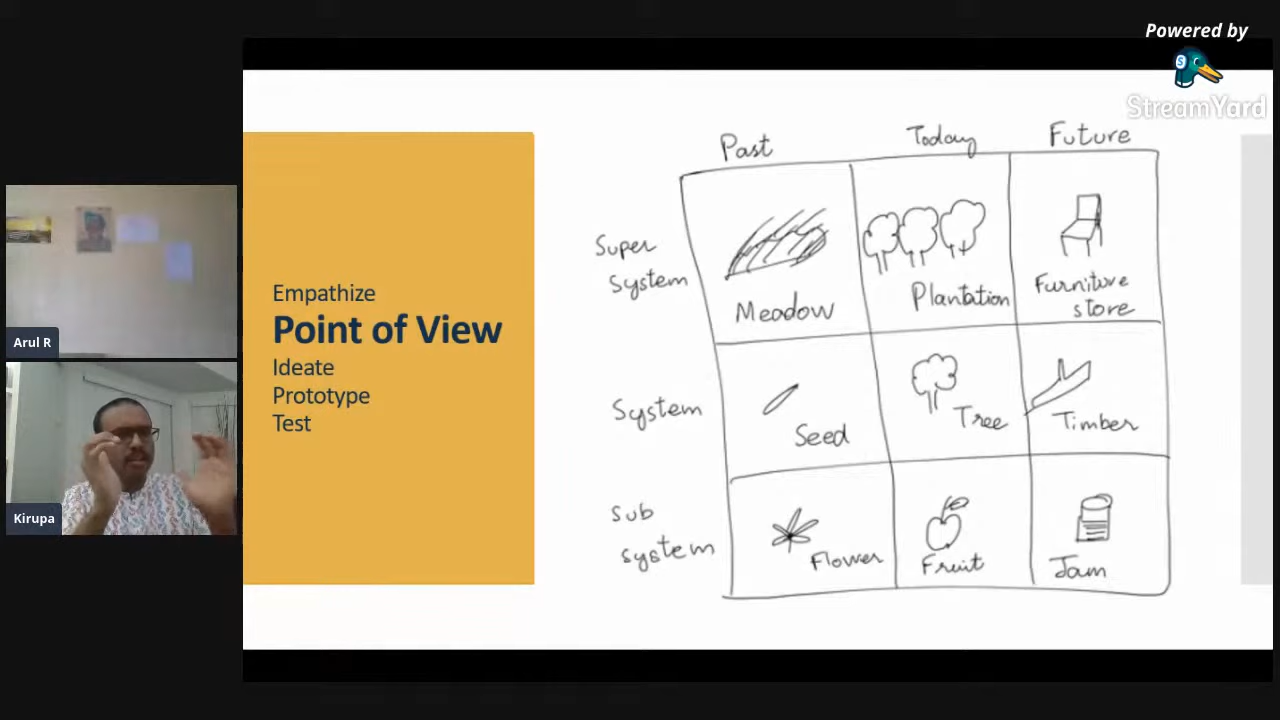 Powered by
StreamYard
Arul R
Kirupa
Empathize
Point of View
Ideate
Prototype
Test
Past Today Future
Super
System
Meadow
Plantation
Furniture
store
System
Seed
Tree
Timber
Sub
system
Flower
Fruit
Jam